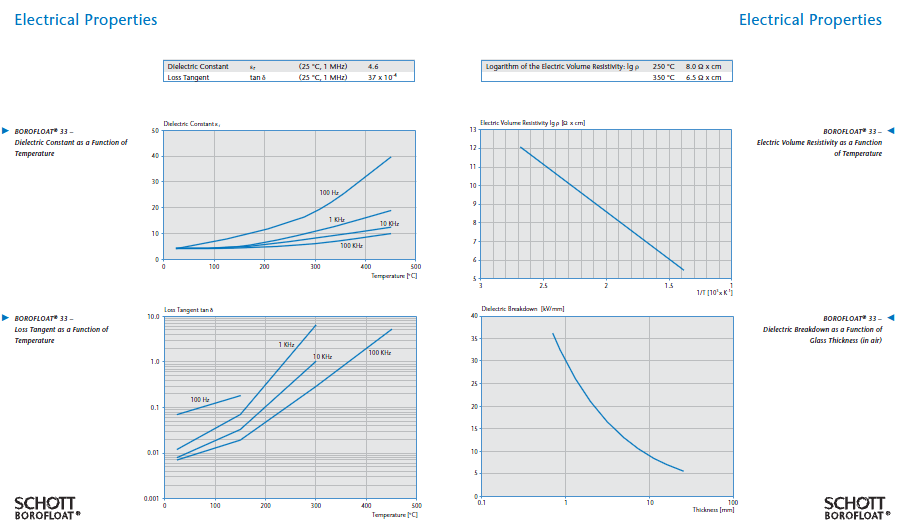 Electrical Properties
Electrical Properties
Dielectric Constant εr (25 °C, 1 MHz) 4.6
Loss Tangent tan δ (25 °C, 1 MHz) 37 x 10-4
Logarithm of the Electric Volume Resistivity: lg ρ 250 °C 8.0 Ω x cm
350 °C 6.5 Ω x cm
BOROFLOAT® 33 –
Dielectric Constant as a Function of
Temperature
Dielectric Constant εr
50
40
30
20
10
0
100 Hz
1 KHz
10 KHz
100 KHz
0 100 200 300 400 500
Temperature [°C]
Electric Volume Resistivity lg ρ [Ω x cm]
13
12
11
10
9
8
7
6
5
3 2.5 2 1.5 1
1/T [10³x K-1]
BOROFLOAT® 33 –
Electric Volume Resistivity as a Function
of Temperature
BOROFLOAT® 33 –
Loss Tangent as a Function of
Temperature
Loss Tangent tan δ
10.0
1.0
0.1
0.01
0.001
100 Hz
1 KHz
10 KHz
100 KHz
0 100 200 300 400 500
Temperature [°C]
Dielectric Breakdown [kV/mm]
40
35
30
25
20
15
10
5
0
0.1 1 10 100
Thickness [mm]
BOROFLOAT® 33 –
Dielectric Breakdown as a Function of
Glass Thickness (in air)
SCHOTT
BOROFLOAT®
SCHOTT
BOROFLOAT®